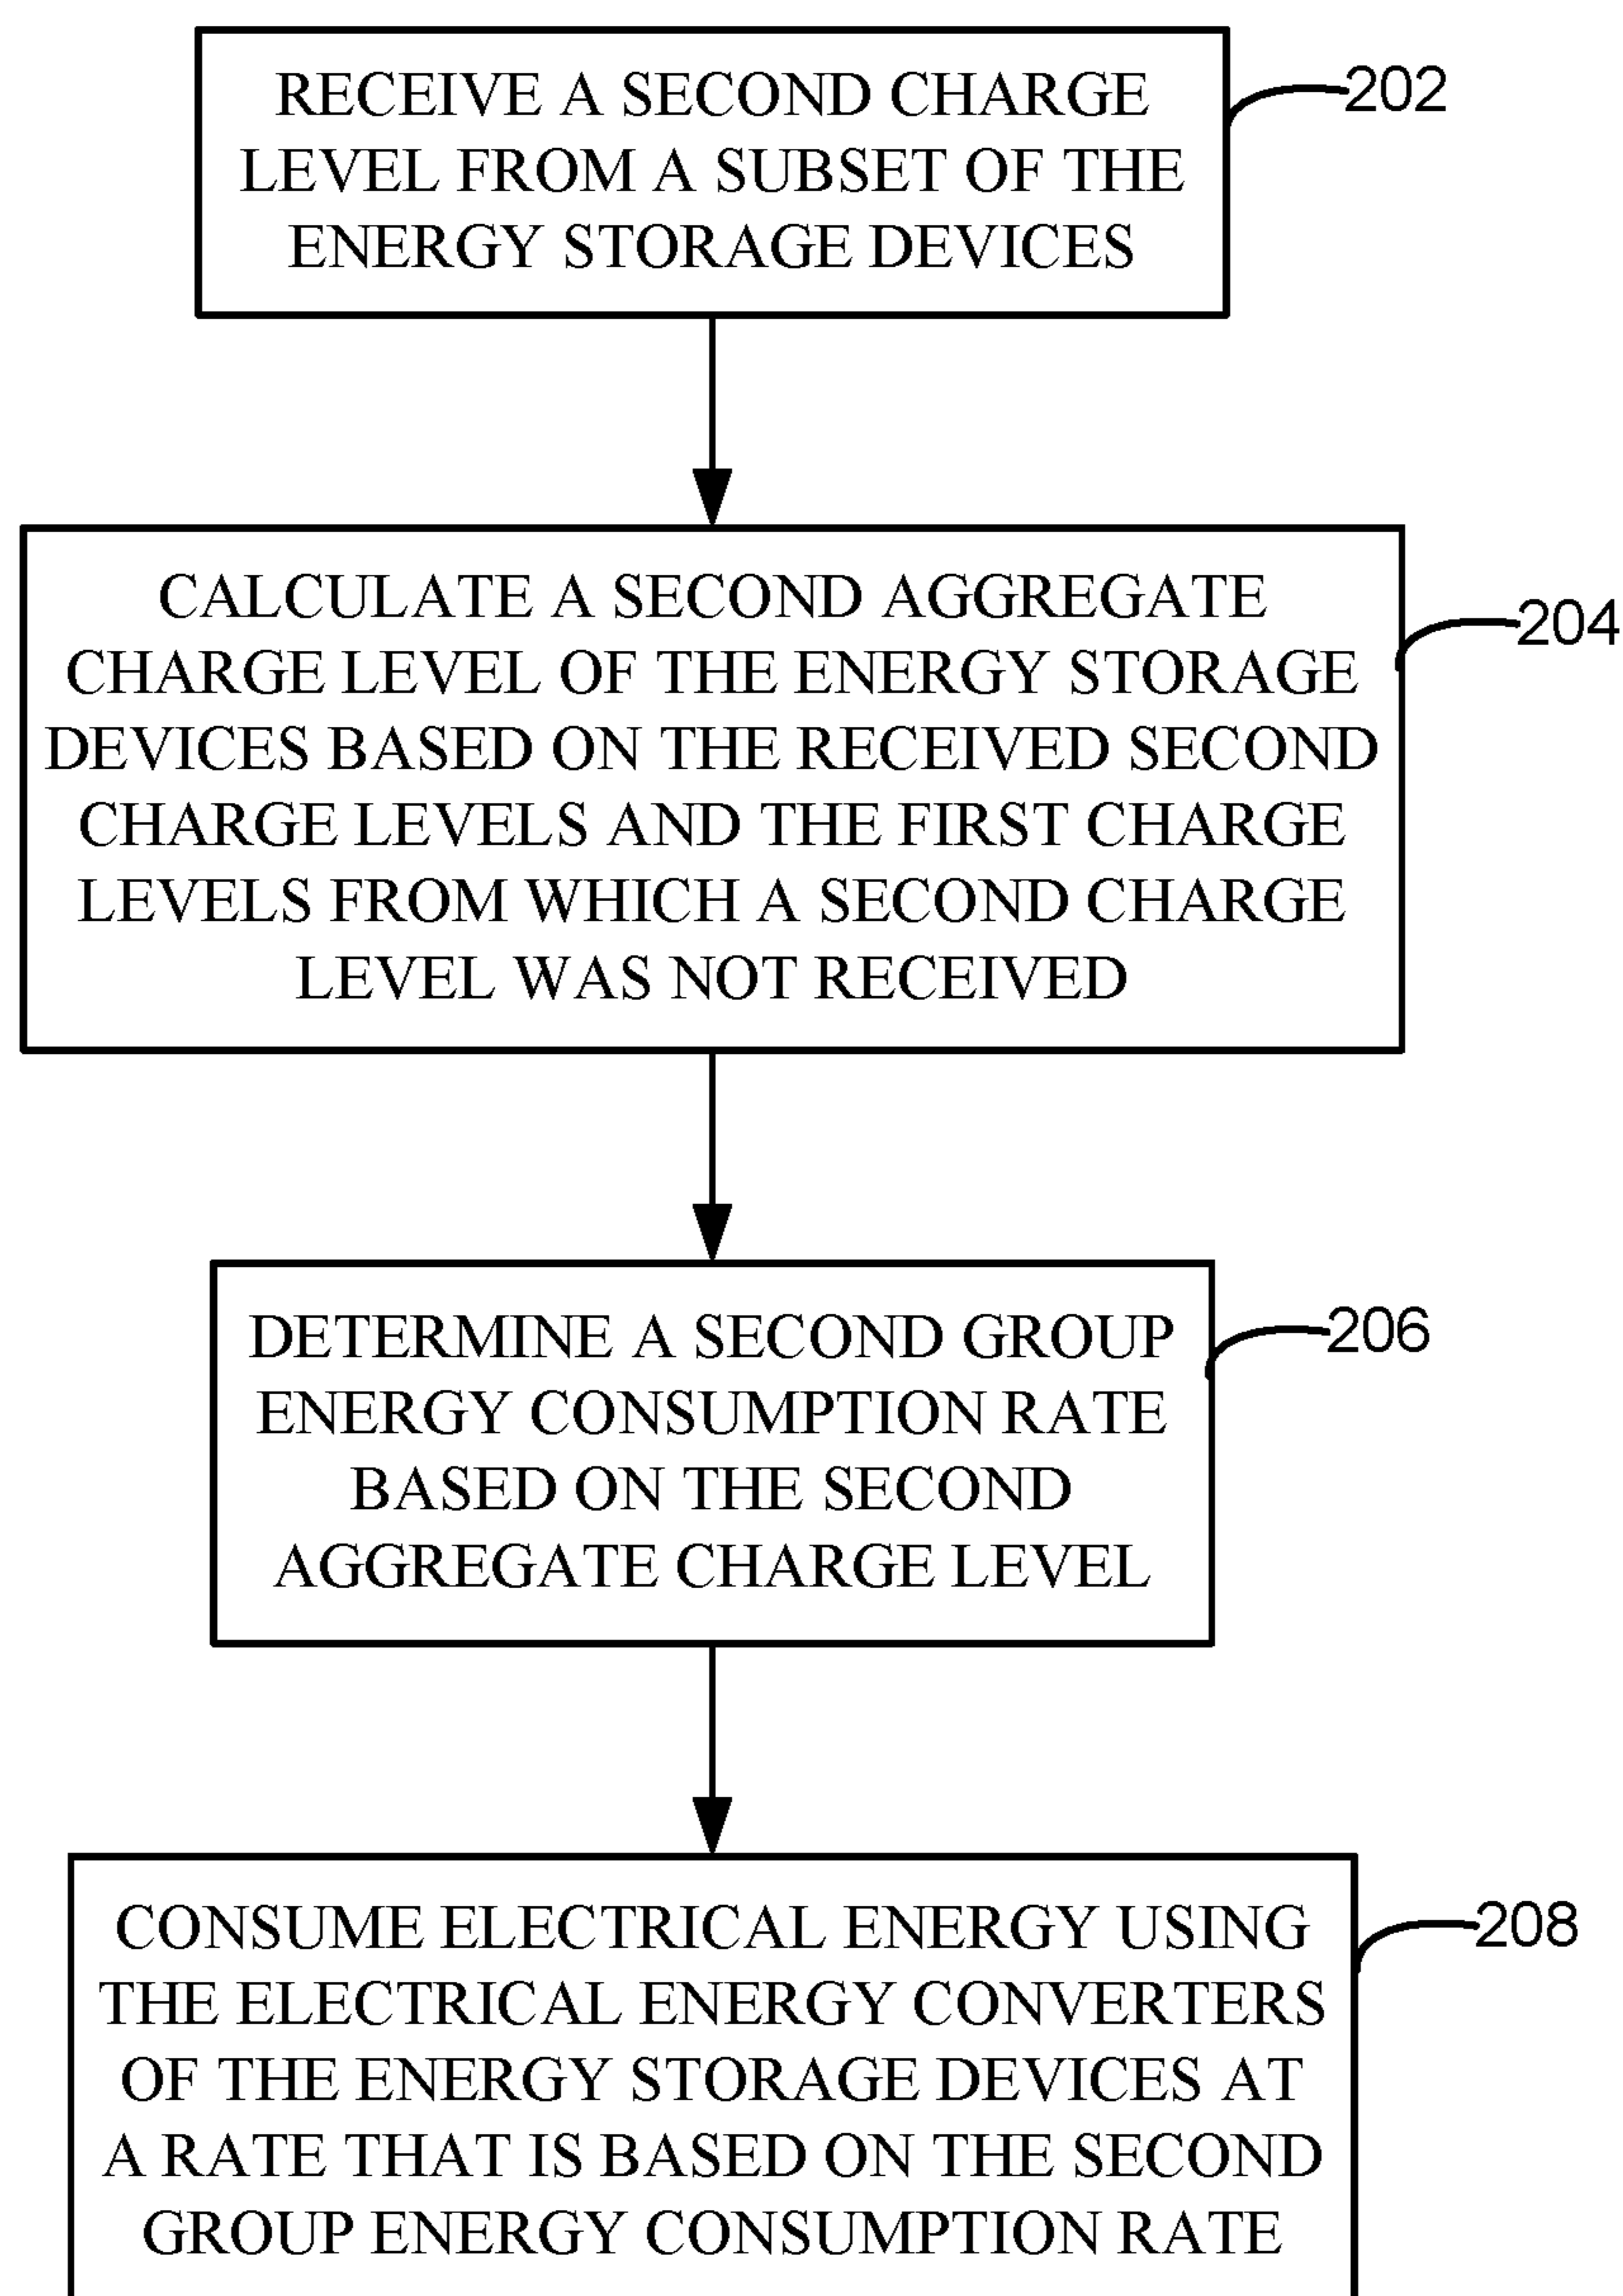 RECEIVE A SECOND CHARGE
LEVEL FROM A SUBSET OF THE
ENERGY STORAGE DEVICES
202
CALCULATE A SECOND AGGREGATE
CHARGE LEVEL OF THE ENERGY STORAGE
DEVICES BASED ON THE RECEIVED SECOND
CHARGE LEVELS AND THE FIRST CHARGE
LEVELS FROM WHICH A SECOND CHARGE
LEVEL WAS NOT RECEIVED
204
DETERMINE A SECOND GROUP
ENERGY CONSUMPTION RATE
BASED ON THE SECOND
AGGREGATE CHARGE LEVEL
206
CONSUME ELECTRICAL ENERGY USING
THE ELECTRICAL ENERGY CONVERTERS
OF THE ENERGY STORAGE DEVICES AT
A RATE THAT IS BASED ON THE SECOND
GROUP ENERGY CONSUMPTION RATE
208